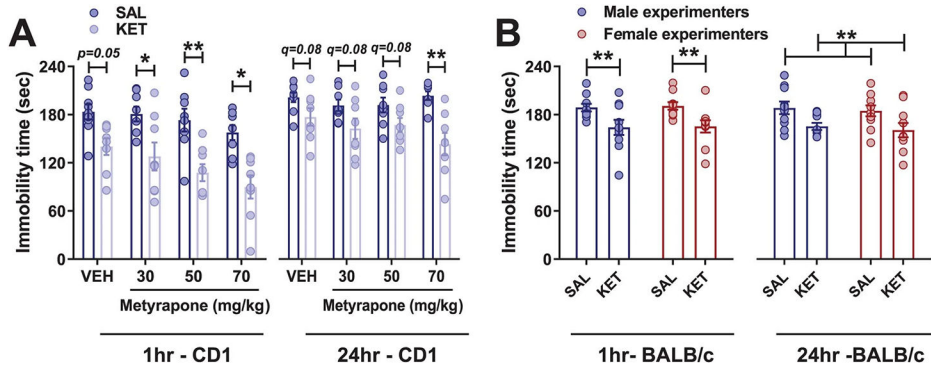 A
SAL
KET
Immobility time (sec)
240
180
120
60
0
p=0.05
*
**
*
VEH
30
50
70
Metyrapone (mg/kg)
1hr - CD1
q=0.08
q=0.08
q=0.08
**
VEH
30
50
70
Metyrapone (mg/kg)
24hr - CD1
B
Male experimenters
Female experimenters
Immobility time (sec)
240
180
120
60
0
**
**
SAL
KET
SAL
KET
1hr- BALB/c
**
SAL
KET
SAL
KET
24hr -BALB/c